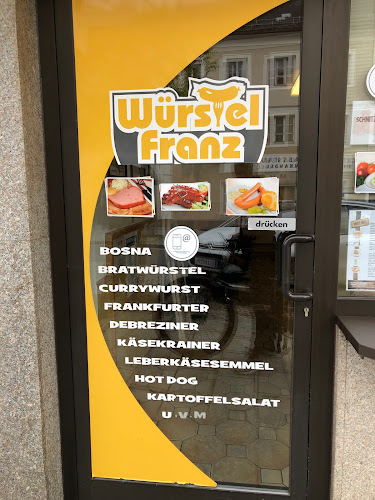 Würstel
Franz
drücken
BOSNA
BRATWÜRSTEL
CURRYWURST
FRANKFURTER
DEBREZINER
KÄSEKRAINER
LEBERKÄSESEMMEL
HOT DOG
KARTOFFELSALAT
U.V.M